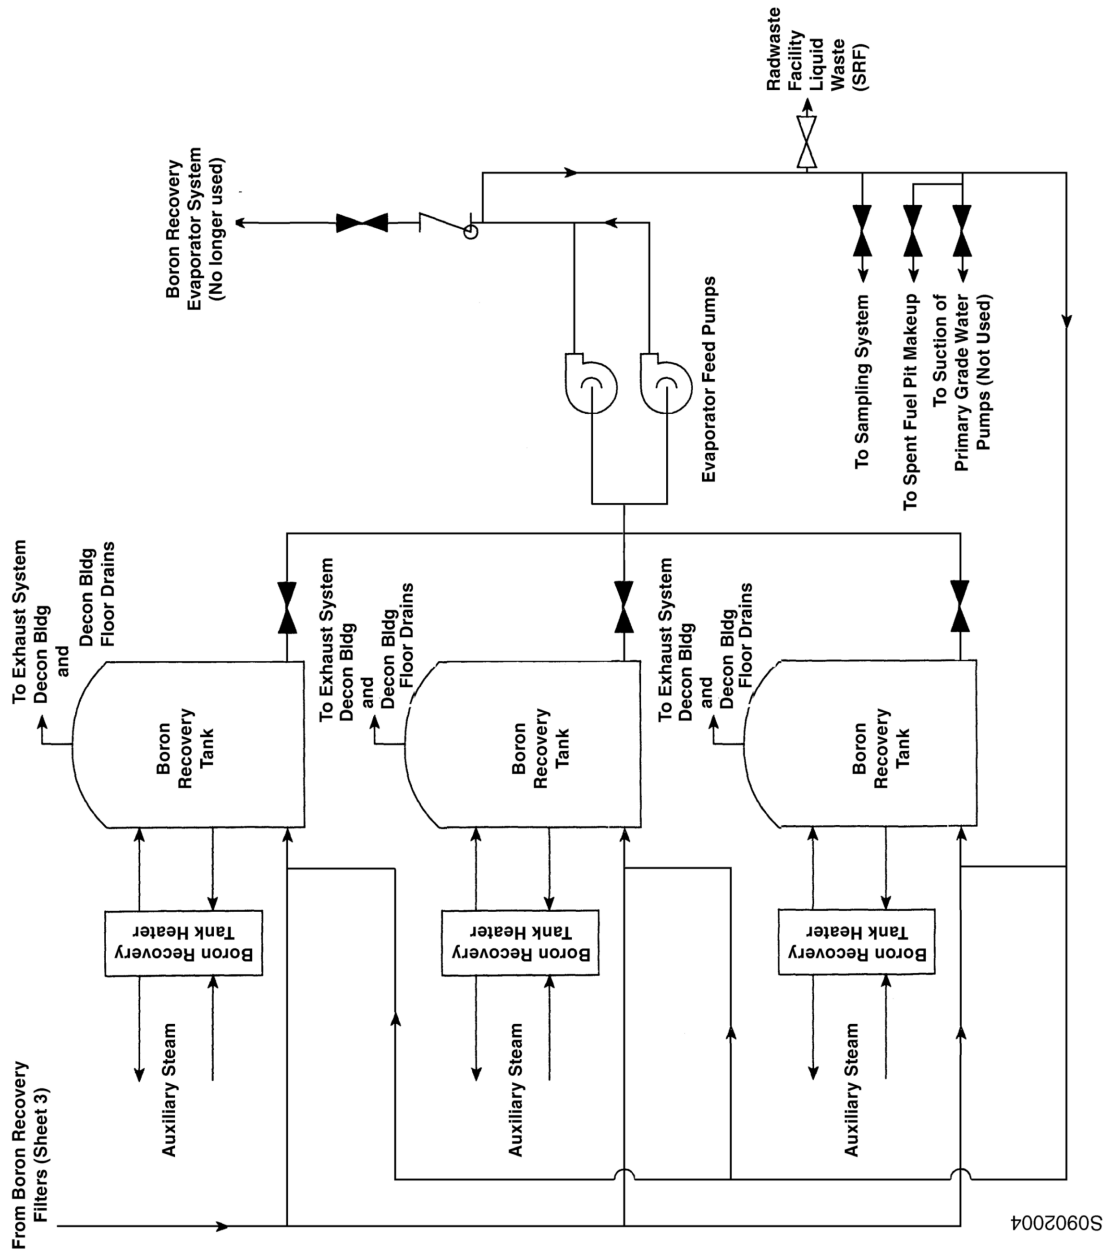 From Boron Recovery
Filters (Sheet 3)
Auxiliary Steam
Boron Recovery
Tank Heater
Boron
Recovery
Tank
To Exhaust System
Decon Bldg
and
Decon Bldg
Floor Drains
Auxiliary Steam
Boron Recovery
Tank Heater
Boron
Recovery
Tank
To Exhaust System
Decon Bldg
and
Decon Bldg
Floor Drains
Auxiliary Steam
Boron Recovery
Tank Heater
Boron
Recovery
Tank
To Exhaust System
Decon Bldg
and
Decon Bldg
Floor Drains
Evaporator Feed Pumps
Boron Recovery
Evaporator System
(No longer used)
Radwaste
Facility
Liquid
Waste
(SRF)
To Sampling System
To Spent Fuel Pit Makeup
To Suction of
Primary Grade Water
Pumps (Not Used)
S0902004